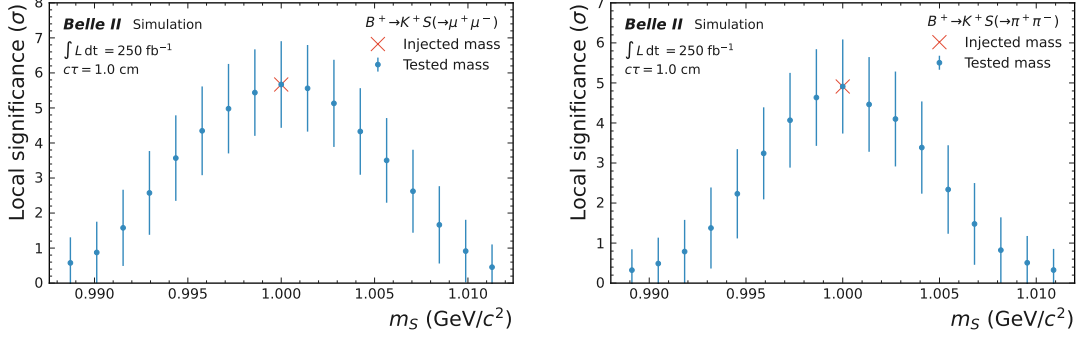 Belle II Simulation
∫ L dt = 250 fb⁻¹
cτ = 1.0 cm
B⁺→K⁺S(→μ⁺μ⁻)
Injected mass
Tested mass
Local significance (σ)
8
7
6
5
4
3
2
1
0
0.990 0.995 1.000 1.005 1.010
m_S (GeV/c²)
Belle II Simulation
∫ L dt = 250 fb⁻¹
cτ = 1.0 cm
B⁺→K⁺S(→π⁺π⁻)
Injected mass
Tested mass
Local significance (σ)
7
6
5
4
3
2
1
0
0.990 0.995 1.000 1.005 1.010
m_S (GeV/c²)